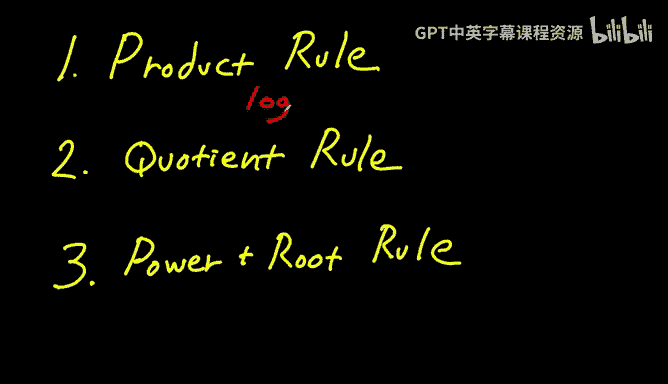 GPT中英字幕课程资源 bilibili
1. Product Rule
log
2. Quotient Rule
3. Power + Root Rule